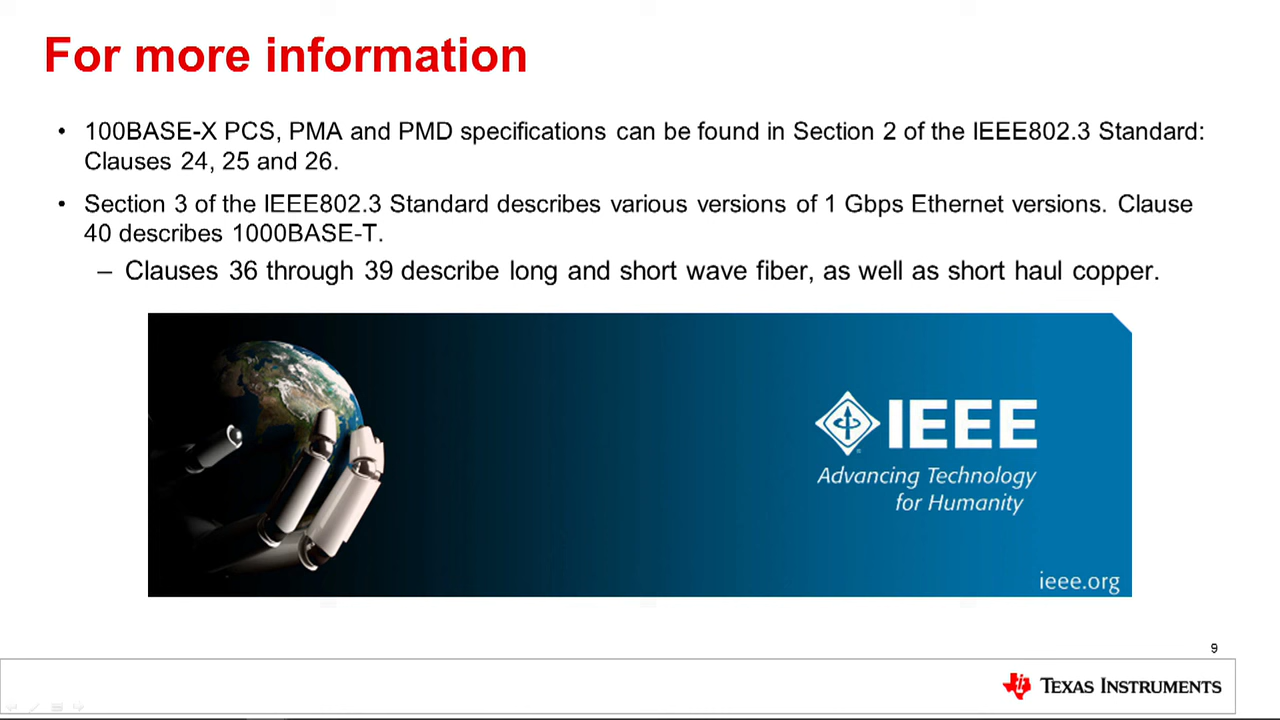 For more information
• 100BASE-X PCS, PMA and PMD specifications can be found in Section 2 of the IEEE802.3 Standard:
Clauses 24, 25 and 26.
• Section 3 of the IEEE802.3 Standard describes various versions of 1 Gbps Ethernet versions. Clause
40 describes 1000BASE-T.
– Clauses 36 through 39 describe long and short wave fiber, as well as short haul copper.
IEEE
Advancing Technology
for Humanity
ieee.org
9
TEXAS INSTRUMENTS